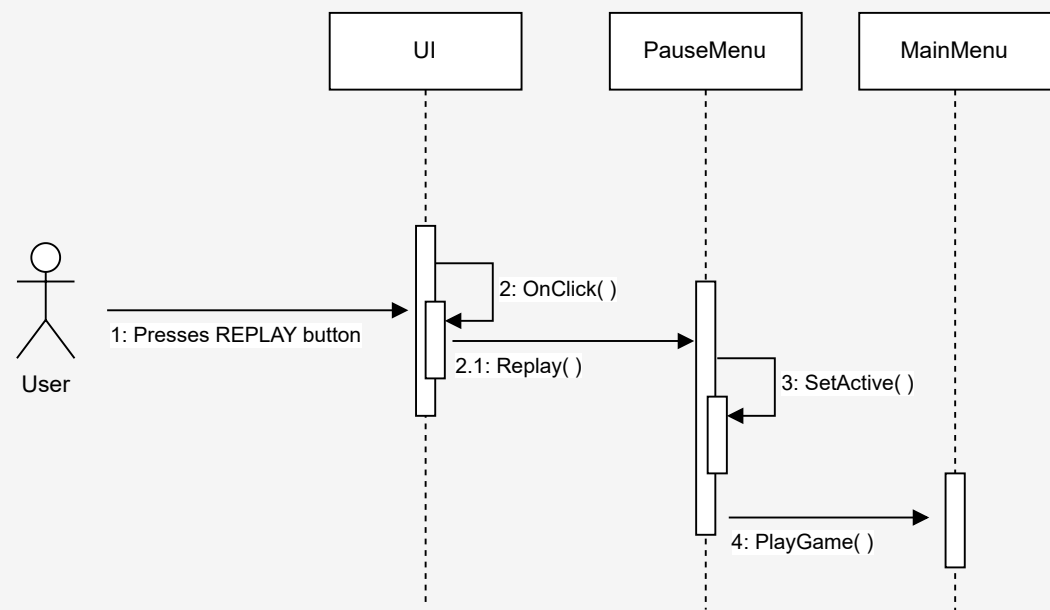 UI
PauseMenu
MainMenu
2: OnClick( )
1: Presses REPLAY button
2.1: Replay( )
User
3: SetActive( )
4: PlayGame( )